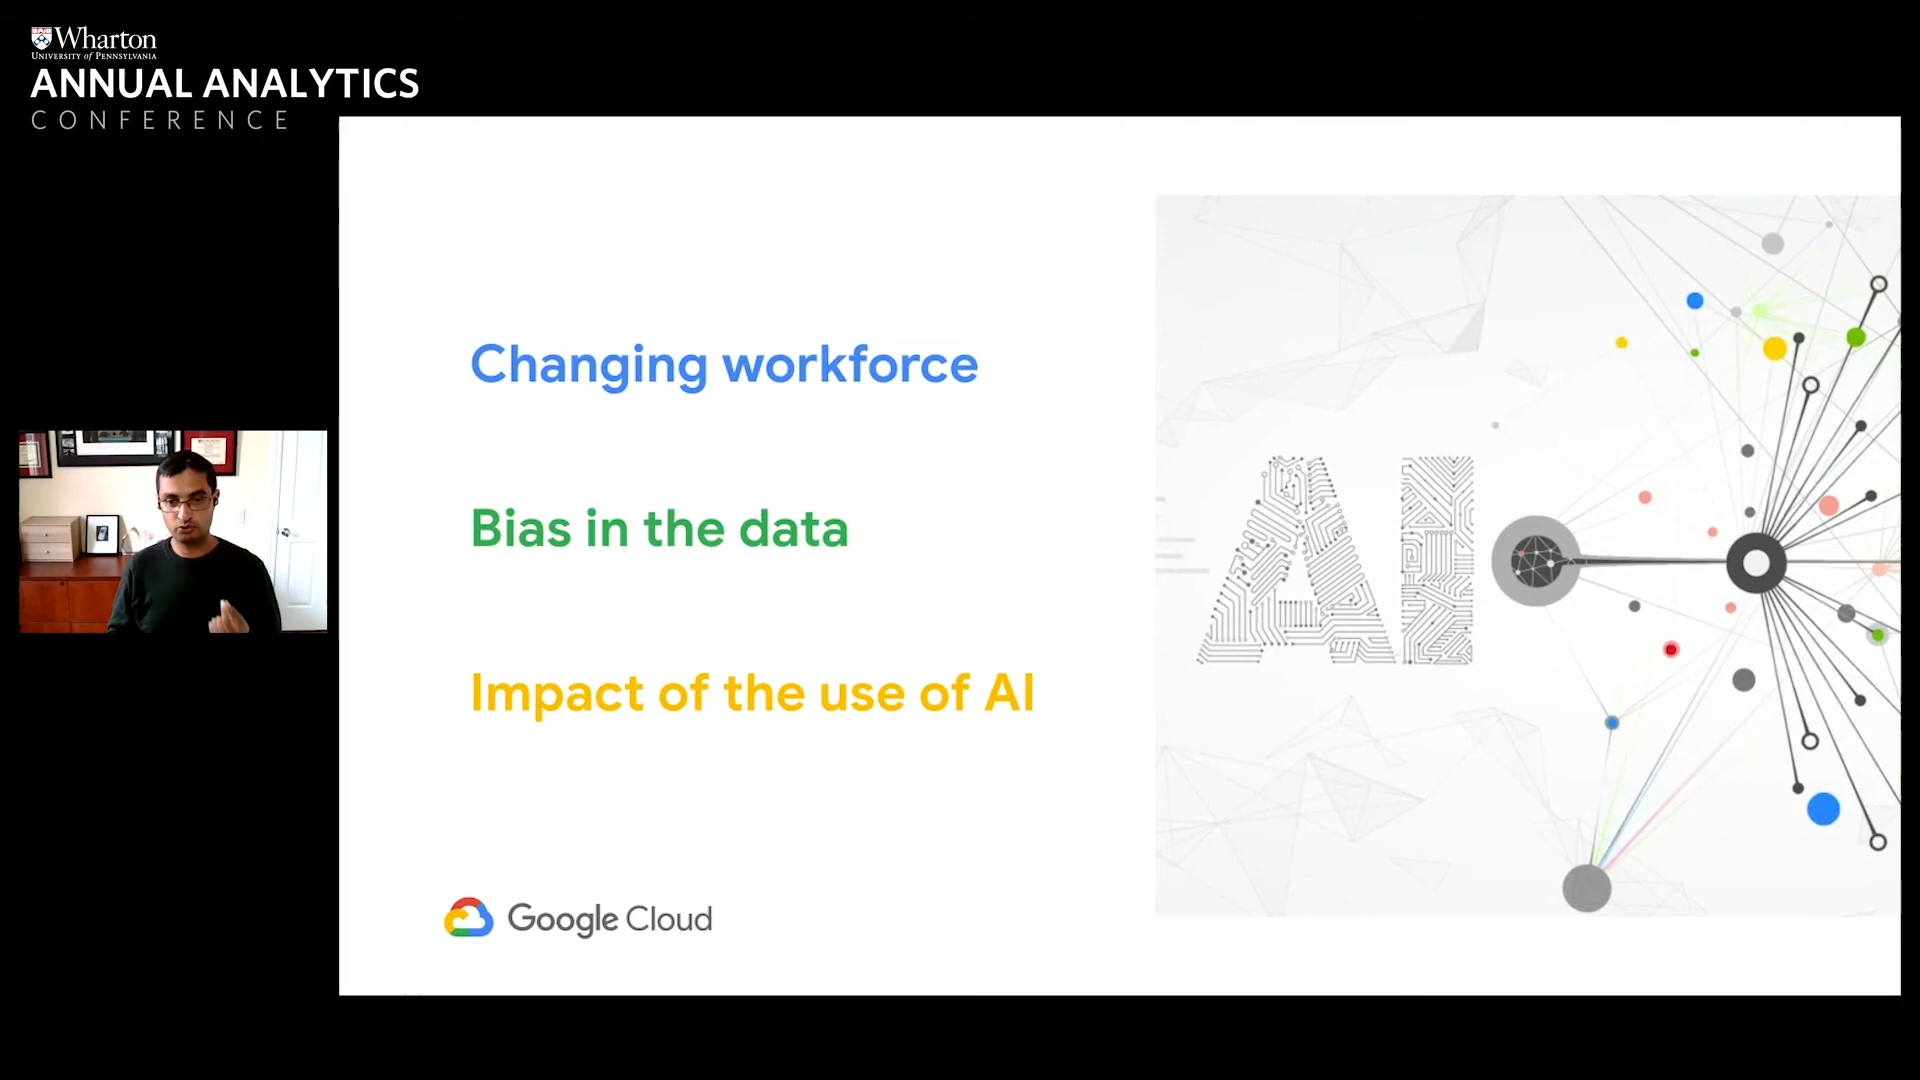 Wharton
UNIVERSITY of PENNSYLVANIA
ANNUAL ANALYTICS
CONFERENCE
Changing workforce
Bias in the data
Impact of the use of AI
AI
Google Cloud